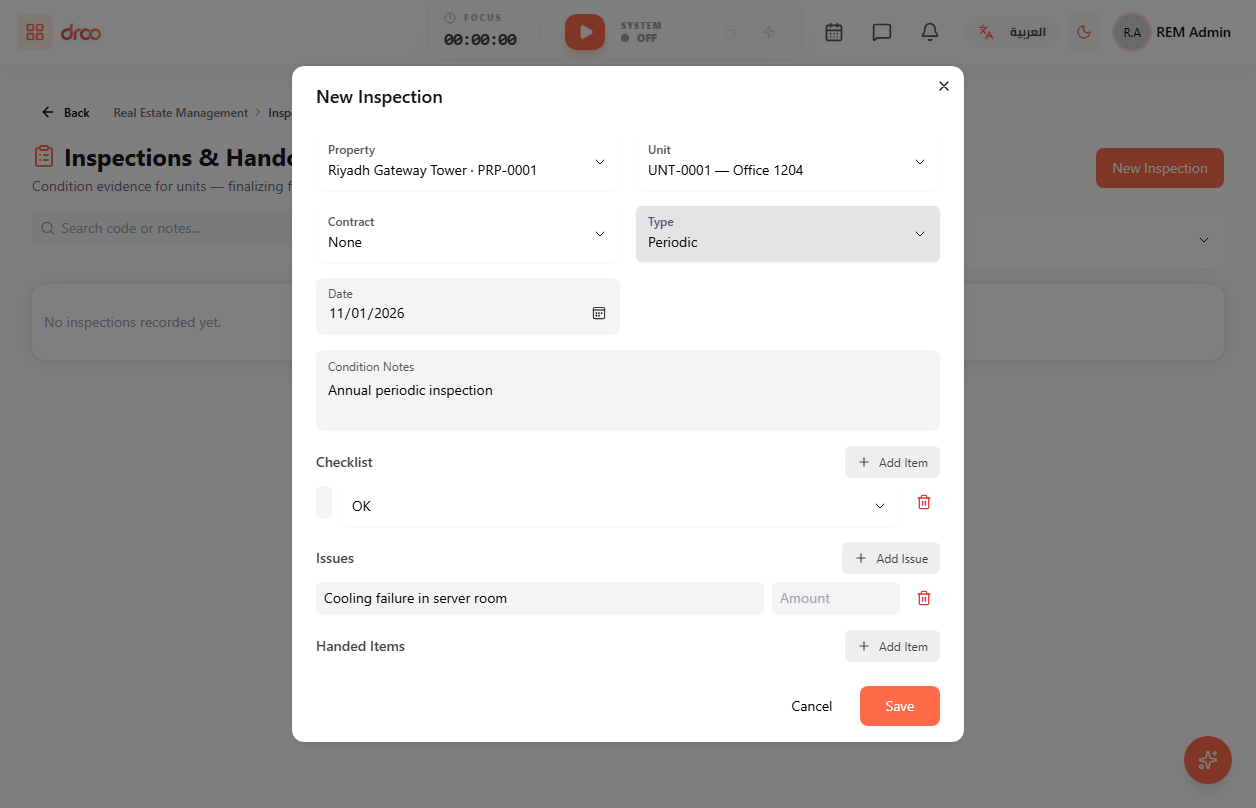 droo
FOCUS
00:00:00
SYSTEM
OFF
العربية
R.A
REM Admin
Back
Real Estate Management
Insp
Inspections & Hando
Condition evidence for units — finalizing f
New Inspection
Search code or notes...
No inspections recorded yet.
New Inspection
Property
Riyadh Gateway Tower · PRP-0001
Unit
UNT-0001 — Office 1204
Contract
None
Type
Periodic
Date
11/01/2026
Condition Notes
Annual periodic inspection
Checklist
Add Item
OK
Issues
Add Issue
Cooling failure in server room
Amount
Handed Items
Add Item
Cancel
Save